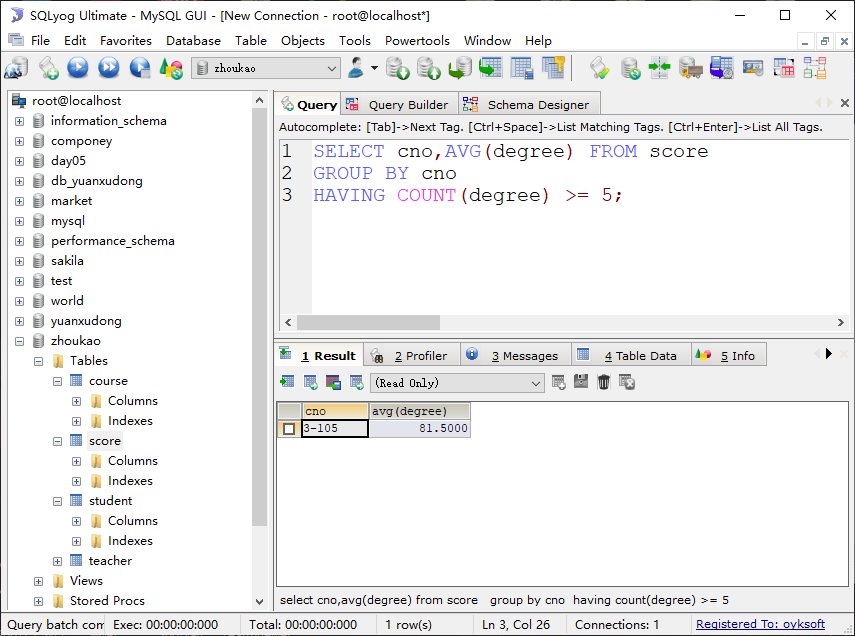 SQLyog Ultimate - MySQL GUI - [New Connection - root@localhost*]
File Edit Favorites Database Table Objects Tools Powertools Window Help
zhoukao
root@localhost
information_schema
componey
day05
db_yuanxudong
market
mysql
performance_schema
sakila
test
world
yuanxudong
zhoukao
Tables
course
Columns
Indexes
score
Columns
Indexes
student
Columns
Indexes
teacher
Views
Stored Procs
Query Query Builder Schema Designer
Autocomplete: [Tab]->Next Tag. [Ctrl+Space]->List Matching Tags. [Ctrl+Enter]->List All Tags.
1 SELECT cno,AVG(degree) FROM score
2 GROUP BY cno
3 HAVING COUNT(degree) >= 5;
1 Result 2 Profiler 3 Messages 4 Table Data 5 Info
(Read Only)
cno avg(degree)
3-105 81.5000
select cno,avg(degree) from score group by cno having count(degree) >= 5
Query batch com Exec: 00:00:00:000 Total: 00:00:00:000 1 row(s) Ln 3, Col 26 Connections: 1 Registered To: oyksoft